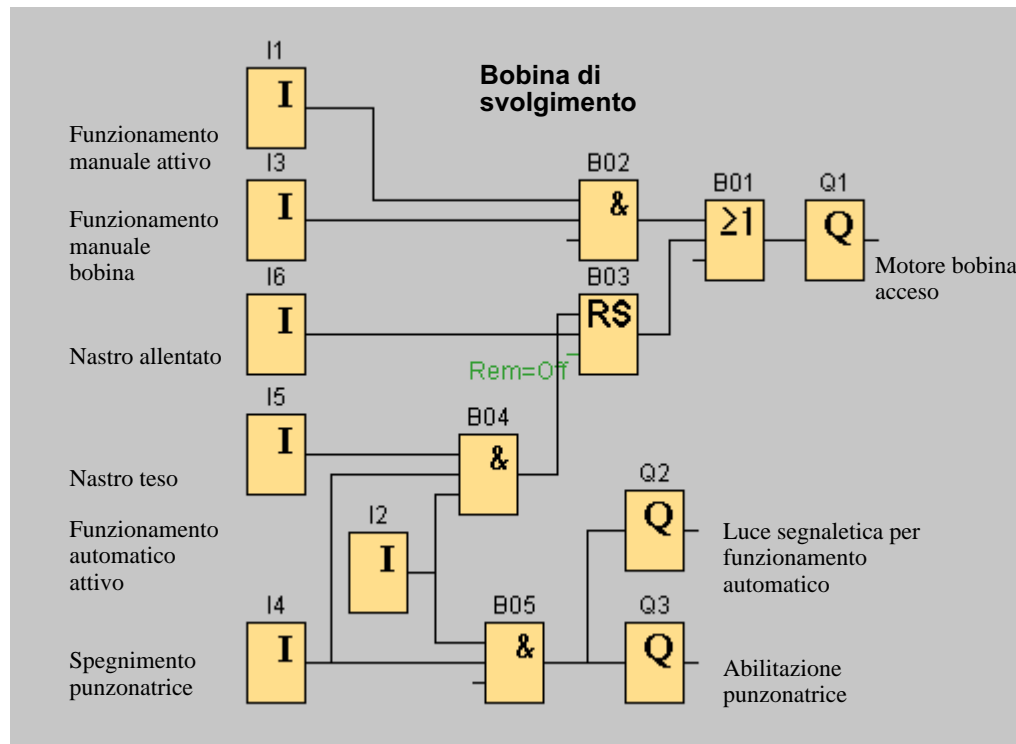 I1
I
Bobina di
svolgimento
Funzionamento
manuale attivo
I3
I
B02
&
B01
≥1
Q1
Q
Funzionamento
manuale
bobina
Motore bobina
acceso
I6
I
B03
RS
Nastro allentato
Rem=Off
I5
I
B04
&
Nastro teso
Q2
Q
I2
I
Funzionamento
automatico
attivo
Luce segnaletica per
funzionamento
automatico
I4
I
B05
&
Q3
Q
Spegnimento
punzonatrice
Abilitazione
punzonatrice